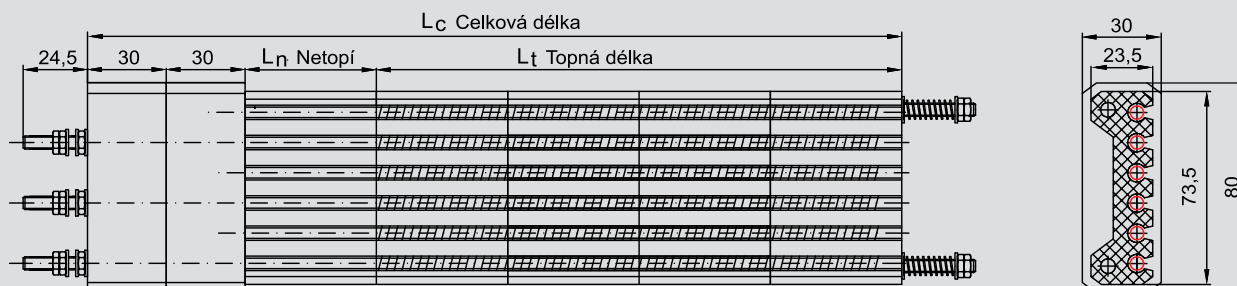 Lc Celková délka
24,5
30
30
Ln Netopí
Lt Topná délka
30
23,5
73,5
80